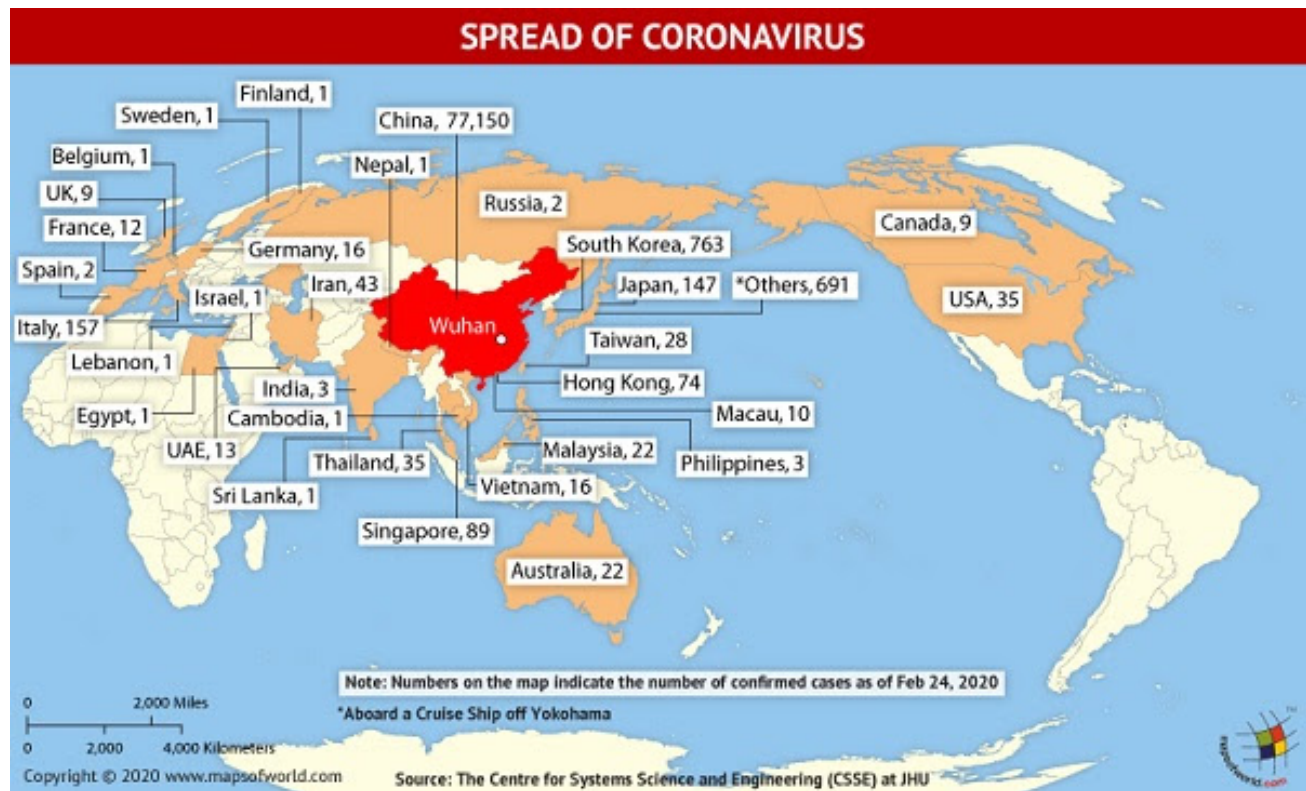 SPREAD OF CORONAVIRUS
Finland, 1
Sweden, 1
China, 77,150
Belgium, 1
Nepal, 1
UK, 9
Russia, 2
Canada, 9
France, 12
Germany, 16
South Korea, 763
Spain, 2
Israel, 1
Iran, 43
Japan, 147
*Others, 691
USA, 35
Italy, 157
Wuhan
Taiwan, 28
Lebanon, 1
India, 3
Hong Kong, 74
Egypt, 1
Cambodia, 1
Macau, 10
UAE, 13
Thailand, 35
Malaysia, 22
Philippines, 3
Sri Lanka, 1
Vietnam, 16
Singapore, 89
Australia, 22
Note: Numbers on the map indicate the number of confirmed cases as of Feb 24, 2020
*Aboard a Cruise Ship off Yokohama
0 2,000 Miles
0 2,000 4,000 Kilometers
Copyright © 2020 www.mapsofworld.com
Source: The Centre for Systems Science and Engineering (CSSE) at JHU
mapsofworld.com
TM